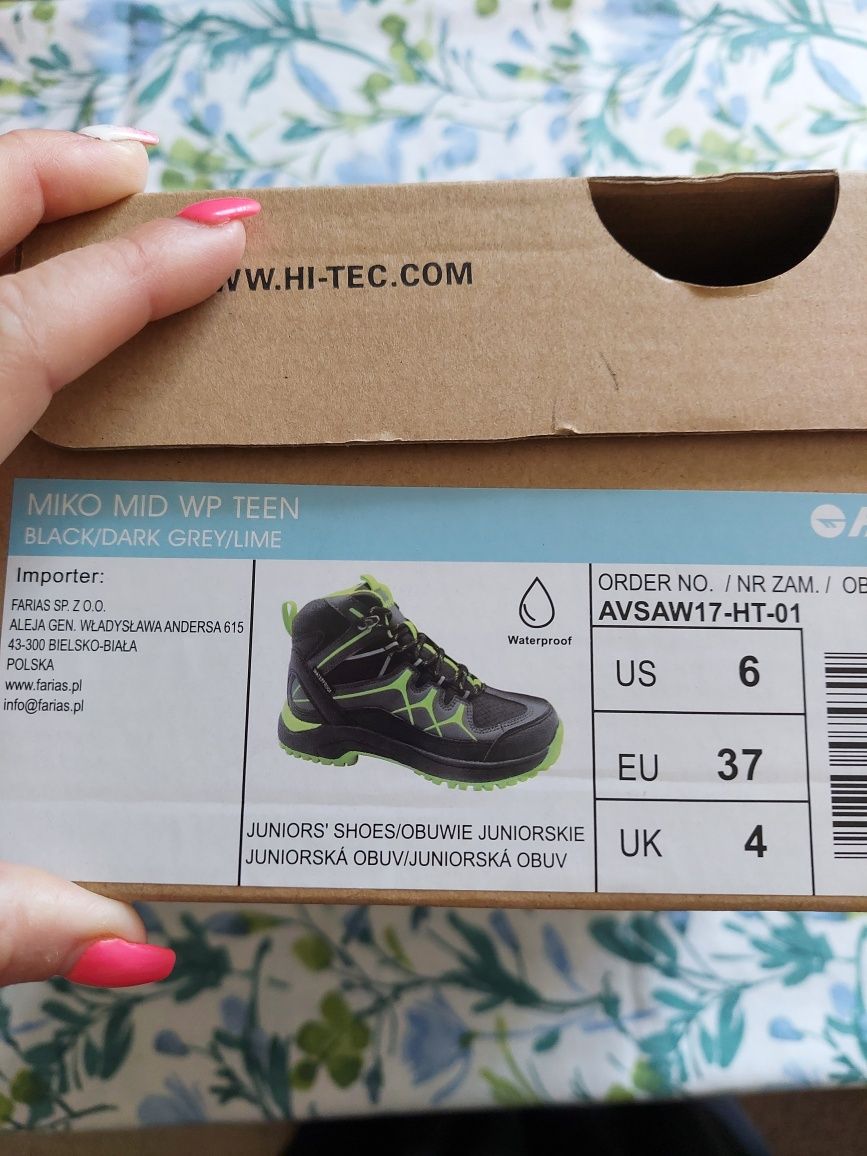 WWW.HI-TEC.COM
MIKO MID WP TEEN
BLACK/DARK GREY/LIME
Importer:
FARIAS SP. Z O.O.
ALEJA GEN. WŁADYSŁAWA ANDERSA 615
43-300 BIELSKO-BIAŁA
POLSKA
www.farias.pl
info@farias.pl
WATERPROOF
Waterproof
JUNIORS' SHOES/OBUWIE JUNIORSKIE
JUNIORSKÁ OBUV/JUNIORSKÁ OBUV
ORDER NO. / NR ZAM. / OB
AVSAW17-HT-01
US 6
EU 37
UK 4